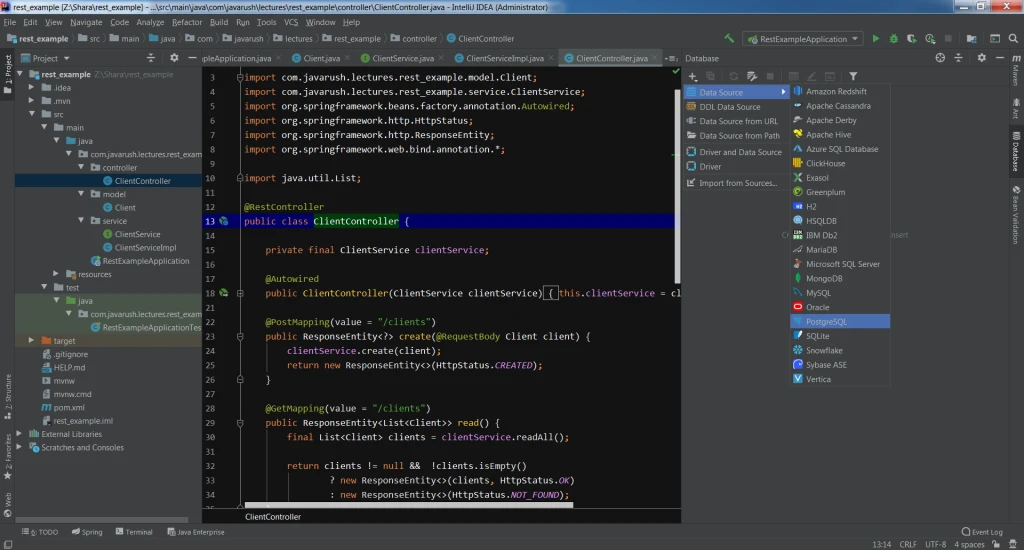 rest_example [Z:\Shara\rest_example] - ...\src\main\java\com\javarush\lectures\rest_example\controller\ClientController.java - IntelliJ IDEA (Administrator)
File Edit View Navigate Code Analyze Refactor Build Run Tools VCS Window Help
rest_example src main java com javarush lectures rest_example controller ClientController
RestExampleApplication
Project
Application.java Client.java ClientService.java ClientServiceImpl.java ClientController.java
Database
1: Project
rest_example Z:\Shara\rest_example
.idea
.mvn
src
main
java
com.javarush.lectures.rest_exam
controller
ClientController
model
Client
service
ClientService
ClientServiceImpl
RestExampleApplication
resources
test
java
com.javarush.lectures.rest_exam
RestExampleApplicationTes
target
.gitignore
HELP.md
mvnw
mvnw.cmd
pom.xml
rest_example.iml
External Libraries
Scratches and Consoles
7: Structure
2: Favorites
Web
3 import com.javarush.lectures.rest_example.model.Client;
4 import com.javarush.lectures.rest_example.service.ClientService;
5 import org.springframework.beans.factory.annotation.Autowired;
6 import org.springframework.http.HttpStatus;
7 import org.springframework.http.ResponseEntity;
8 import org.springframework.web.bind.annotation.*;
9
10 import java.util.List;
11
12 @RestController
13 public class ClientController {
14
15 private final ClientService clientService;
16
17 @Autowired
18 public ClientController(ClientService clientService) { this.clientService = cl
21
22 @PostMapping(value = "/clients")
23 public ResponseEntity<?> create(@RequestBody Client client) {
24 clientService.create(client);
25 return new ResponseEntity<>(HttpStatus.CREATED);
26 }
27
28 @GetMapping(value = "/clients")
29 public ResponseEntity<List<Client>> read() {
30 final List<Client> clients = clientService.readAll();
31
32 return clients != null && !clients.isEmpty()
33 ? new ResponseEntity<>(clients, HttpStatus.OK)
34 : new ResponseEntity<>(HttpStatus.NOT_FOUND);
ClientController
Data Source
DDL Data Source
Data Source from URL
Data Source from Path
Driver and Data Source
Driver
Import from Sources...
Amazon Redshift
Apache Cassandra
Apache Derby
Apache Hive
Azure SQL Database
ClickHouse
Exasol
Greenplum
H2
HSQLDB
IBM Db2
MariaDB
Microsoft SQL Server
MongoDB
MySQL
Oracle
PostgreSQL
SQLite
Snowflake
Sybase ASE
Vertica
Maven
Ant
Database
Bean Validation
6: TODO Spring Terminal Java Enterprise
Event Log
13:14 CRLF UTF-8 4 spaces